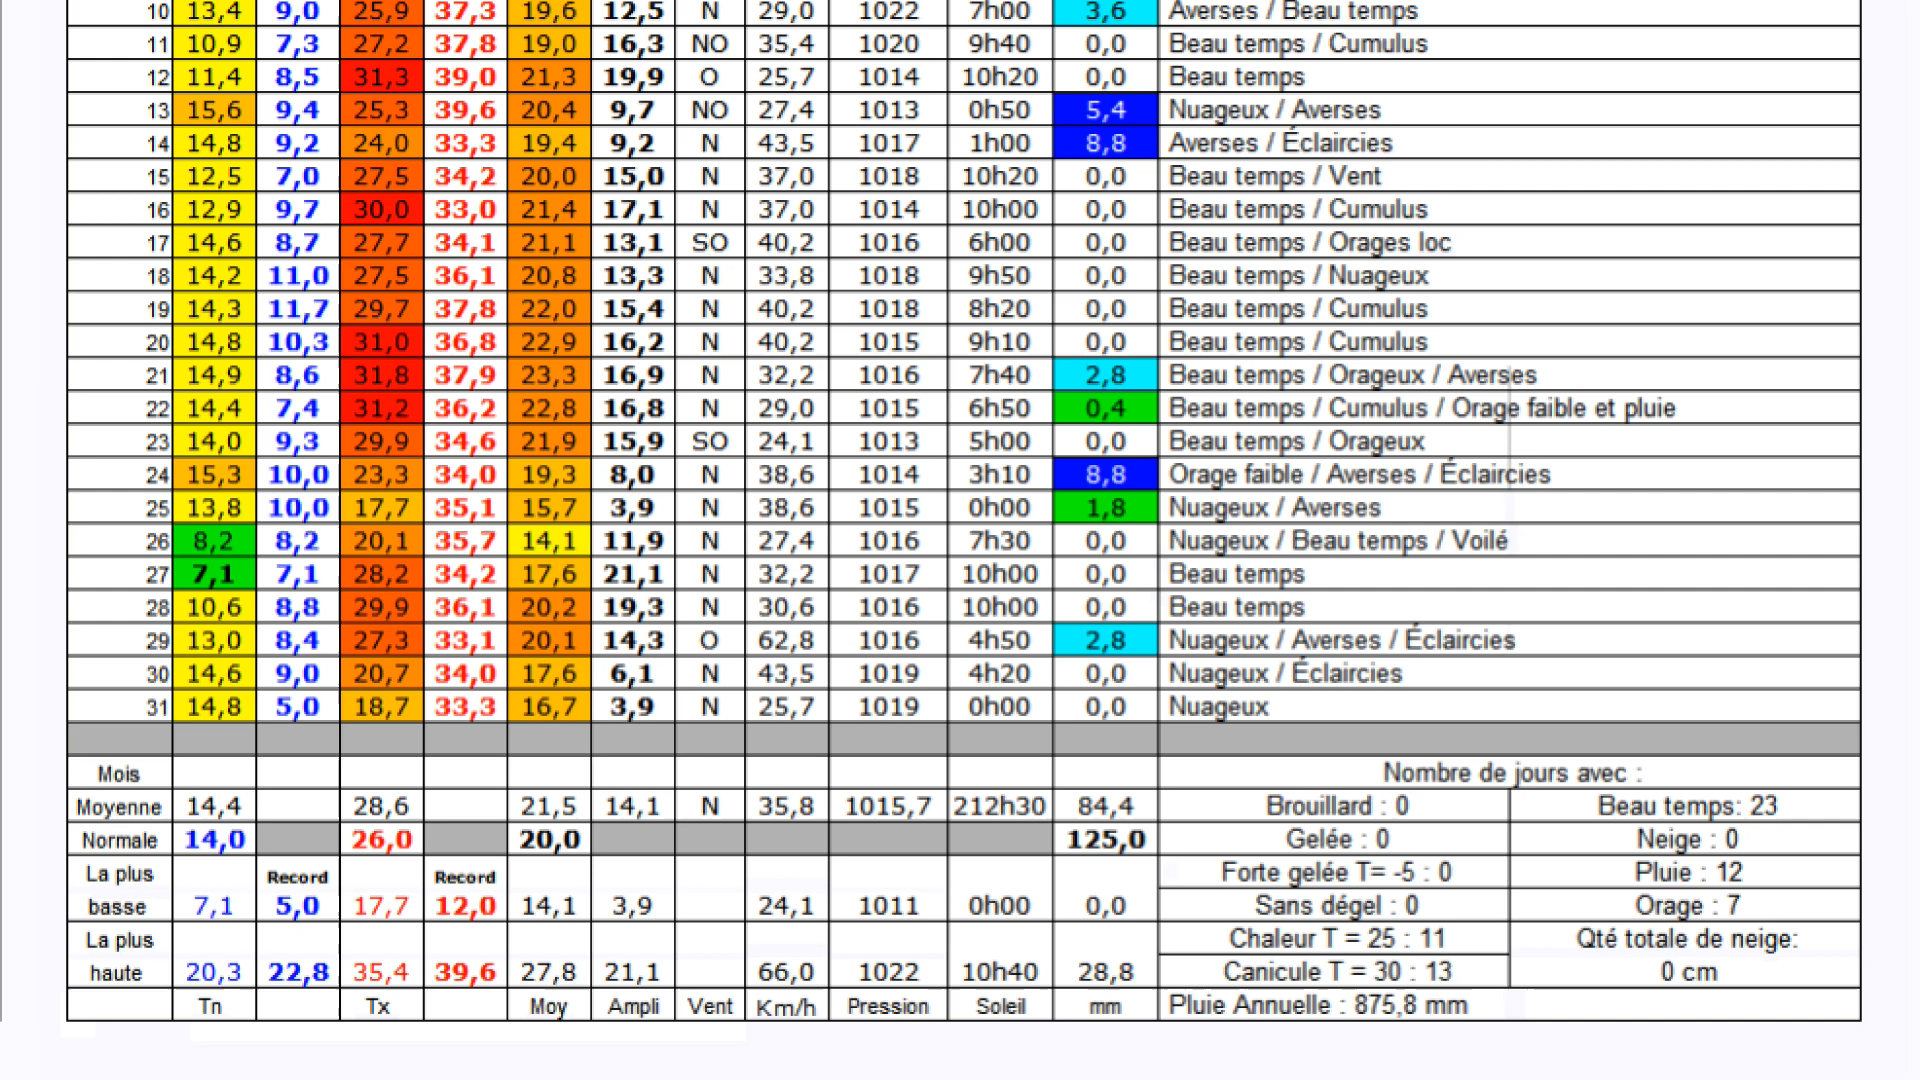 10 13,4 9,0 25,9 37,3 19,6 12,5 N 29,0 1022 7h00 3,6 Averses / Beau temps
11 10,9 7,3 27,2 37,8 19,0 16,3 NO 35,4 1020 9h40 0,0 Beau temps / Cumulus
12 11,4 8,5 31,3 39,0 21,3 19,9 O 25,7 1014 10h20 0,0 Beau temps
13 15,6 9,4 25,3 39,6 20,4 9,7 NO 27,4 1013 0h50 5,4 Nuageux / Averses
14 14,8 9,2 24,0 33,3 19,4 9,2 N 43,5 1017 1h00 8,8 Averses / Éclaircies
15 12,5 7,0 27,5 34,2 20,0 15,0 N 37,0 1018 10h20 0,0 Beau temps / Vent
16 12,9 9,7 30,0 33,0 21,4 17,1 N 37,0 1014 10h00 0,0 Beau temps / Cumulus
17 14,6 8,7 27,7 34,1 21,1 13,1 SO 40,2 1016 6h00 0,0 Beau temps / Orages loc
18 14,2 11,0 27,5 36,1 20,8 13,3 N 33,8 1018 9h50 0,0 Beau temps / Nuageux
19 14,3 11,7 29,7 37,8 22,0 15,4 N 40,2 1018 8h20 0,0 Beau temps / Cumulus
20 14,8 10,3 31,0 36,8 22,9 16,2 N 40,2 1015 9h10 0,0 Beau temps / Cumulus
21 14,9 8,6 31,8 37,9 23,3 16,9 N 32,2 1016 7h40 2,8 Beau temps / Orageux / Averses
22 14,4 7,4 31,2 36,2 22,8 16,8 N 29,0 1015 6h50 0,4 Beau temps / Cumulus / Orage faible et pluie
23 14,0 9,3 29,9 34,6 21,9 15,9 SO 24,1 1013 5h00 0,0 Beau temps / Orageux
24 15,3 10,0 23,3 34,0 19,3 8,0 N 38,6 1014 3h10 8,8 Orage faible / Averses / Éclaircies
25 13,8 10,0 17,7 35,1 15,7 3,9 N 38,6 1015 0h00 1,8 Nuageux / Averses
26 8,2 8,2 20,1 35,7 14,1 11,9 N 27,4 1016 7h30 0,0 Nuageux / Beau temps / Voilé
27 7,1 7,1 28,2 34,2 17,6 21,1 N 32,2 1017 10h00 0,0 Beau temps
28 10,6 8,8 29,9 36,1 20,2 19,3 N 30,6 1016 10h00 0,0 Beau temps
29 13,0 8,4 27,3 33,1 20,1 14,3 O 62,8 1016 4h50 2,8 Nuageux / Averses / Éclaircies
30 14,6 9,0 20,7 34,0 17,6 6,1 N 43,5 1019 4h20 0,0 Nuageux / Éclaircies
31 14,8 5,0 18,7 33,3 16,7 3,9 N 25,7 1019 0h00 0,0 Nuageux
Mois Nombre de jours avec :
Moyenne 14,4 28,6 21,5 14,1 N 35,8 1015,7 212h30 84,4 Brouillard : 0 Beau temps: 23
Normale 14,0 26,0 20,0 125,0 Gelée : 0 Neige : 0
La plus Record Record Forte gelée T= -5 : 0 Pluie : 12
basse 7,1 5,0 17,7 12,0 14,1 3,9 24,1 1011 0h00 0,0 Sans dégel : 0 Orage : 7
La plus Chaleur T = 25 : 11 Qté totale de neige:
haute 20,3 22,8 35,4 39,6 27,8 21,1 66,0 1022 10h40 28,8 Canicule T = 30 : 13 0 cm
Tn Tx Moy Ampli Vent Km/h Pression Soleil mm Pluie Annuelle : 875,8 mm